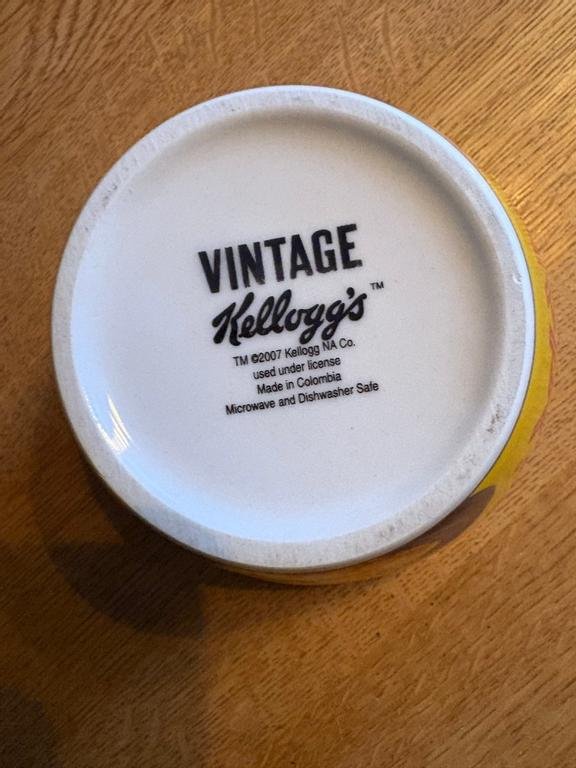 VINTAGE
Kellogg's™
TM ©2007 Kellogg NA Co.
used under license
Made in Colombia
Microwave and Dishwasher Safe